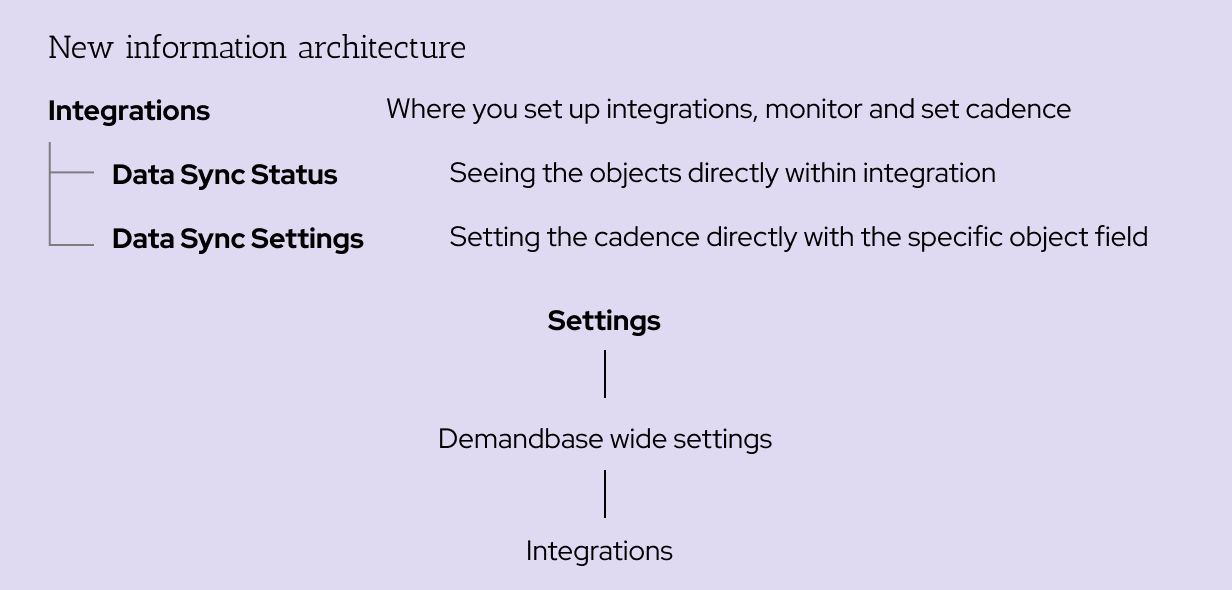 New information architecture
Integrations Where you set up integrations, monitor and set cadence
Data Sync Status Seeing the objects directly within integration
Data Sync Settings Setting the cadence directly with the specific object field
Settings
Demandbase wide settings
Integrations